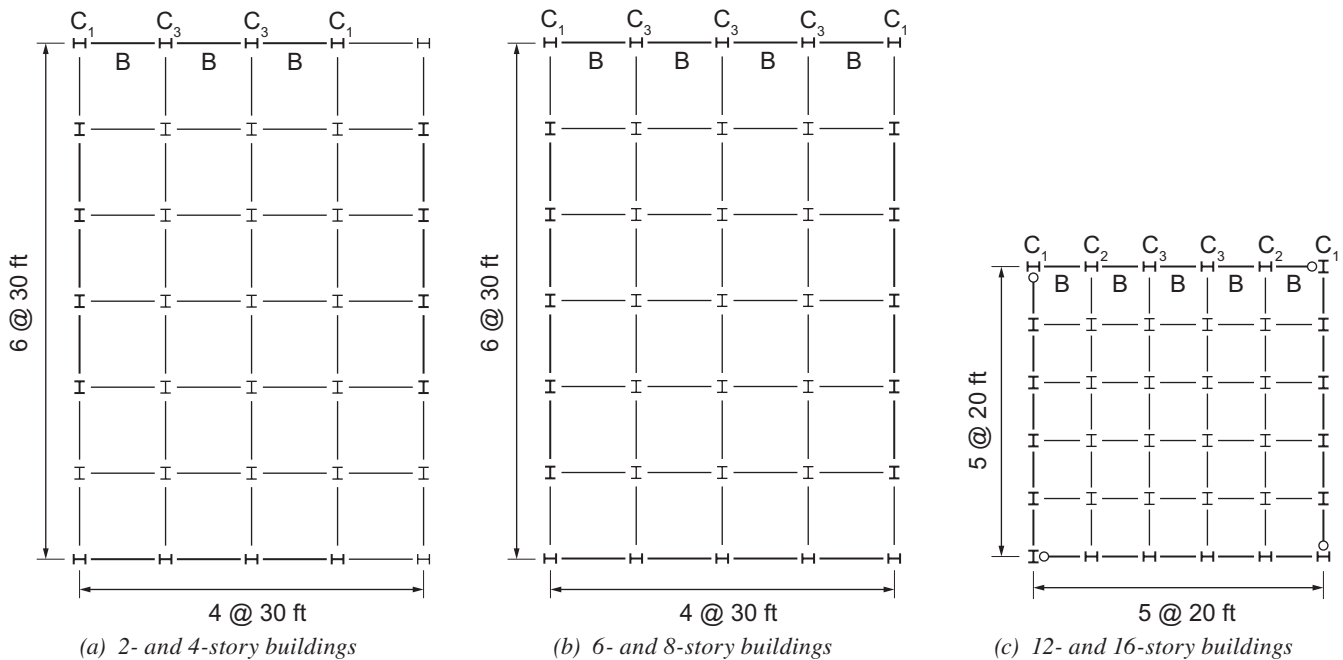 C1 C3 C3 C1
B B B
6 @ 30 ft
4 @ 30 ft
(a) 2- and 4-story buildings
C1 C3 C3 C3 C1
B B B B
6 @ 30 ft
4 @ 30 ft
(b) 6- and 8-story buildings
C1 C2 C3 C3 C2 C1
B B B B B
5 @ 20 ft
5 @ 20 ft
(c) 12- and 16-story buildings